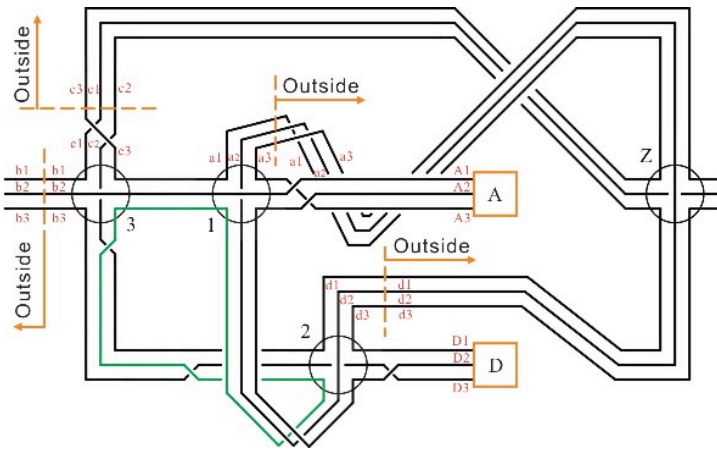 c3 c1 c2
Outside
Outside
c1 c2 c3
a1 a2 a3 a1 a2 a3
b1 b1
b2 b2
b3 b3
3
1
A1
A2
A3
A
Z
Outside
Outside
d1 d1
d2 d2
d3 d3
2
D1
D2
D3
D